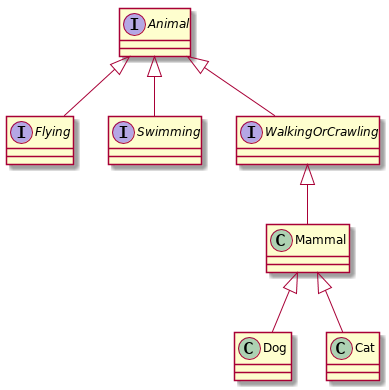 I Animal
I Flying
I Swimming
I WalkingOrCrawling
C Mammal
C Dog
C Cat